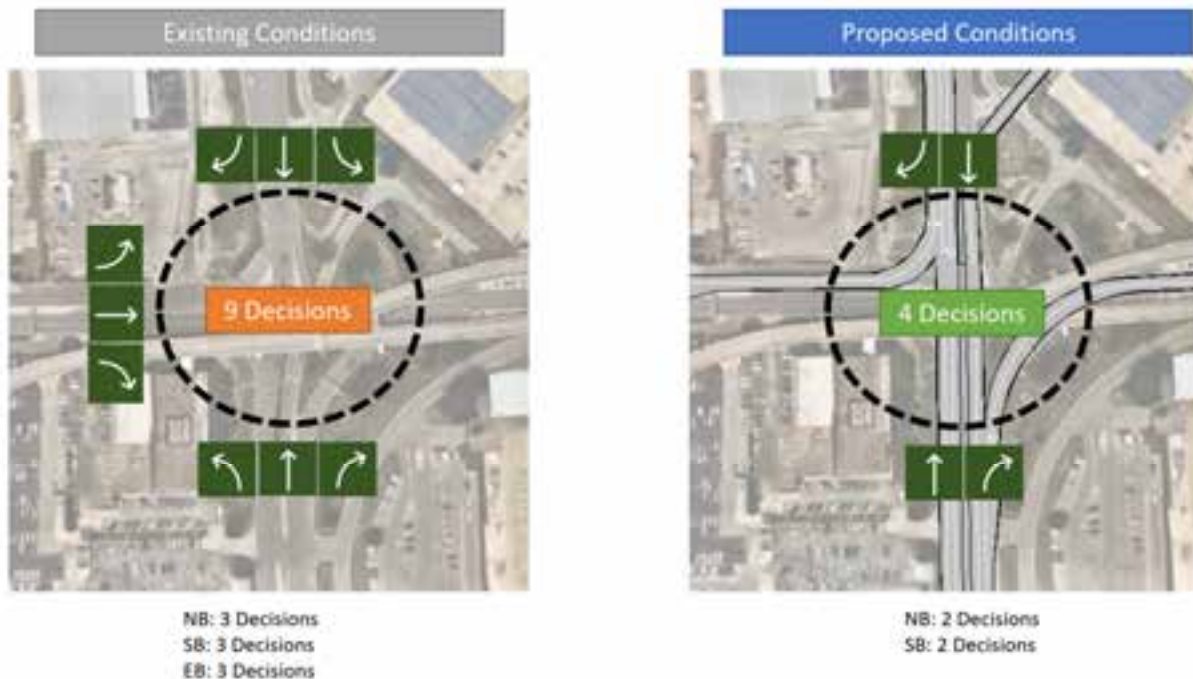 Existing Conditions
Proposed Conditions
9 Decisions
4 Decisions
NB: 3 Decisions
SB: 3 Decisions
EB: 3 Decisions
NB: 2 Decisions
SB: 2 Decisions